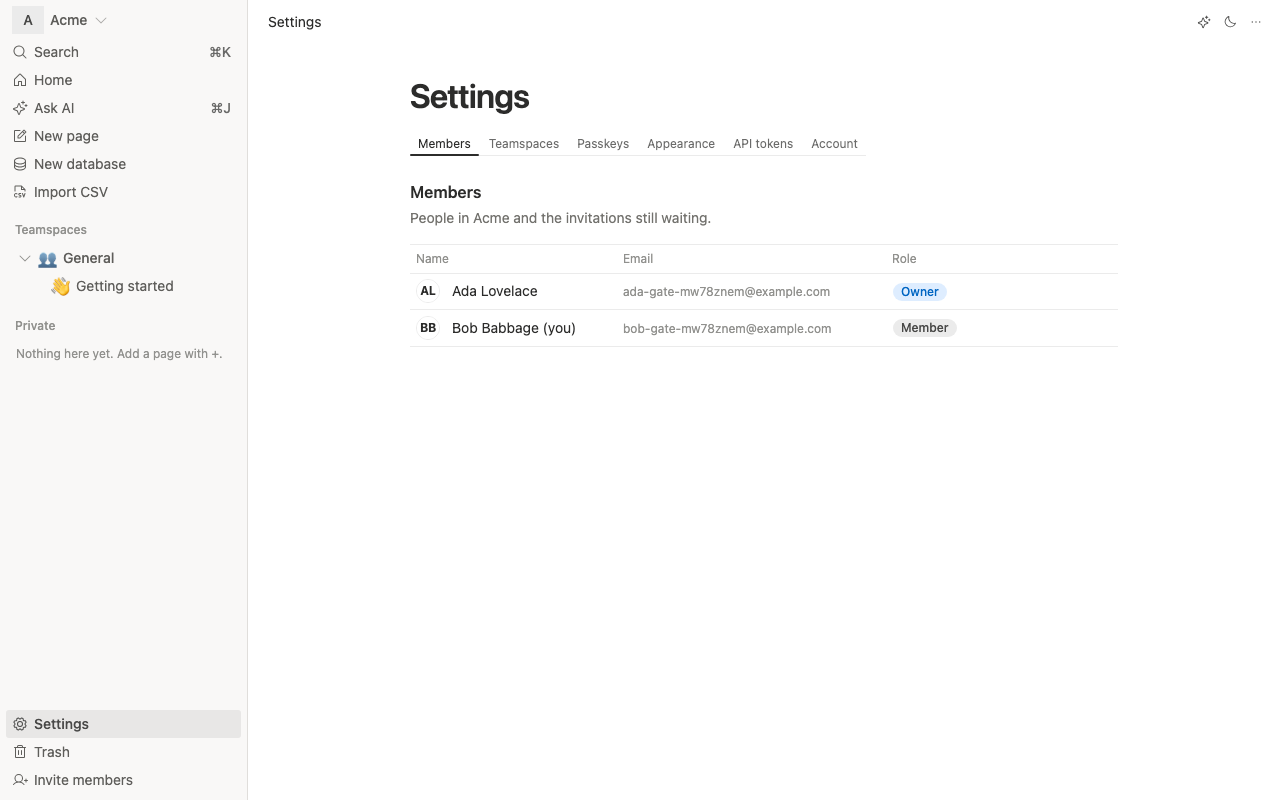 A Acme
Search ⌘K
Home
Ask AI ⌘J
New page
New database
Import CSV
Teamspaces
General
Getting started
Private
Nothing here yet. Add a page with +.
Settings
Trash
Invite members
Settings
Settings
Members Teamspaces Passkeys Appearance API tokens Account
Members
People in Acme and the invitations still waiting.
Name Email Role
AL Ada Lovelace ada-gate-mw78znem@example.com Owner
BB Bob Babbage (you) bob-gate-mw78znem@example.com Member